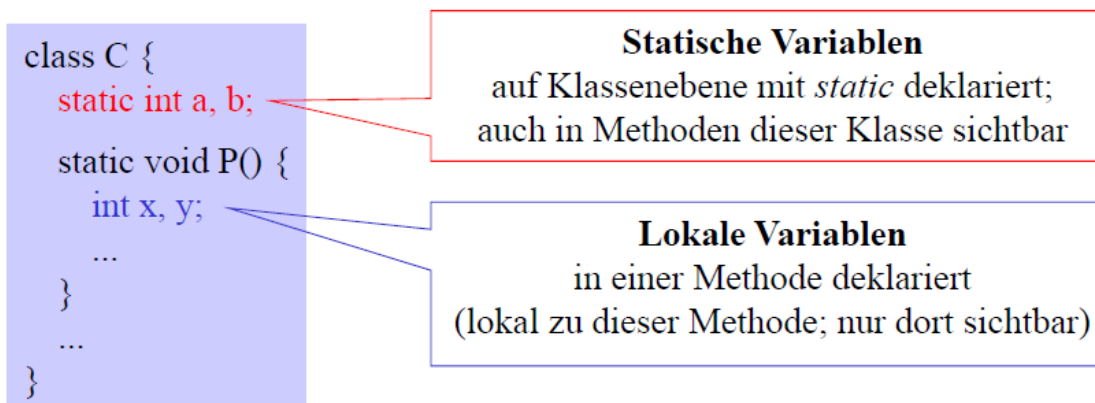 class C {
static int a, b;
static void P() {
int x, y;
...
}
...
}
Statische Variablen
auf Klassenebene mit static deklariert;
auch in Methoden dieser Klasse sichtbar
Lokale Variablen
in einer Methode deklariert
(lokal zu dieser Methode; nur dort sichtbar)